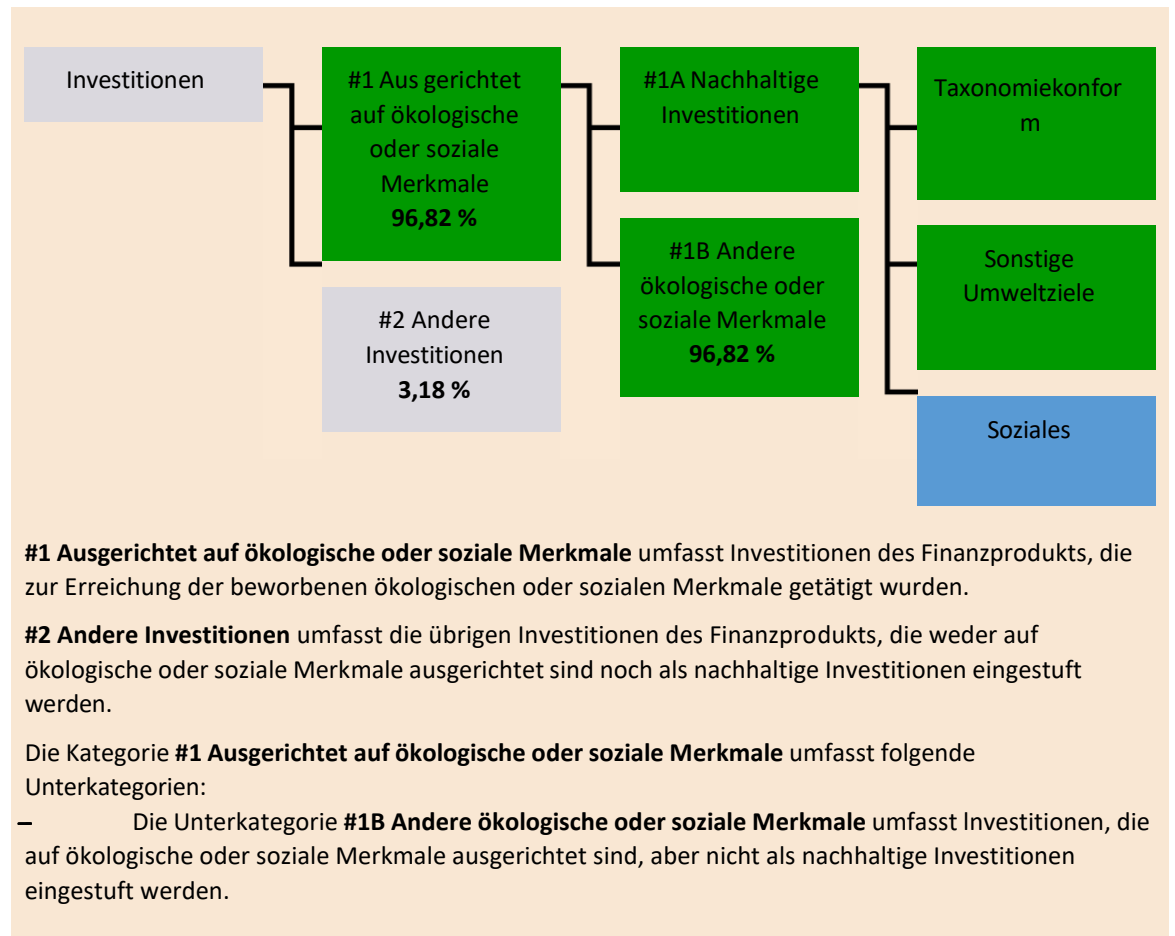 Investitionen
#1 Aus gerichtet
auf ökologische
oder soziale
Merkmale
96,82 %
#2 Andere
Investitionen
3,18 %
#1A Nachhaltige
Investitionen
#1B Andere
ökologische oder
soziale Merkmale
96,82 %
Taxonomiekonfor
m
Sonstige
Umweltziele
Soziales
#1 Ausgerichtet auf ökologische oder soziale Merkmale umfasst Investitionen des Finanzprodukts, die
zur Erreichung der beworbenen ökologischen oder sozialen Merkmale getätigt wurden.
#2 Andere Investitionen umfasst die übrigen Investitionen des Finanzprodukts, die weder auf
ökologische oder soziale Merkmale ausgerichtet sind noch als nachhaltige Investitionen eingestuft
werden.
Die Kategorie #1 Ausgerichtet auf ökologische oder soziale Merkmale umfasst folgende
Unterkategorien:
– Die Unterkategorie #1B Andere ökologische oder soziale Merkmale umfasst Investitionen, die
auf ökologische oder soziale Merkmale ausgerichtet sind, aber nicht als nachhaltige Investitionen
eingestuft werden.